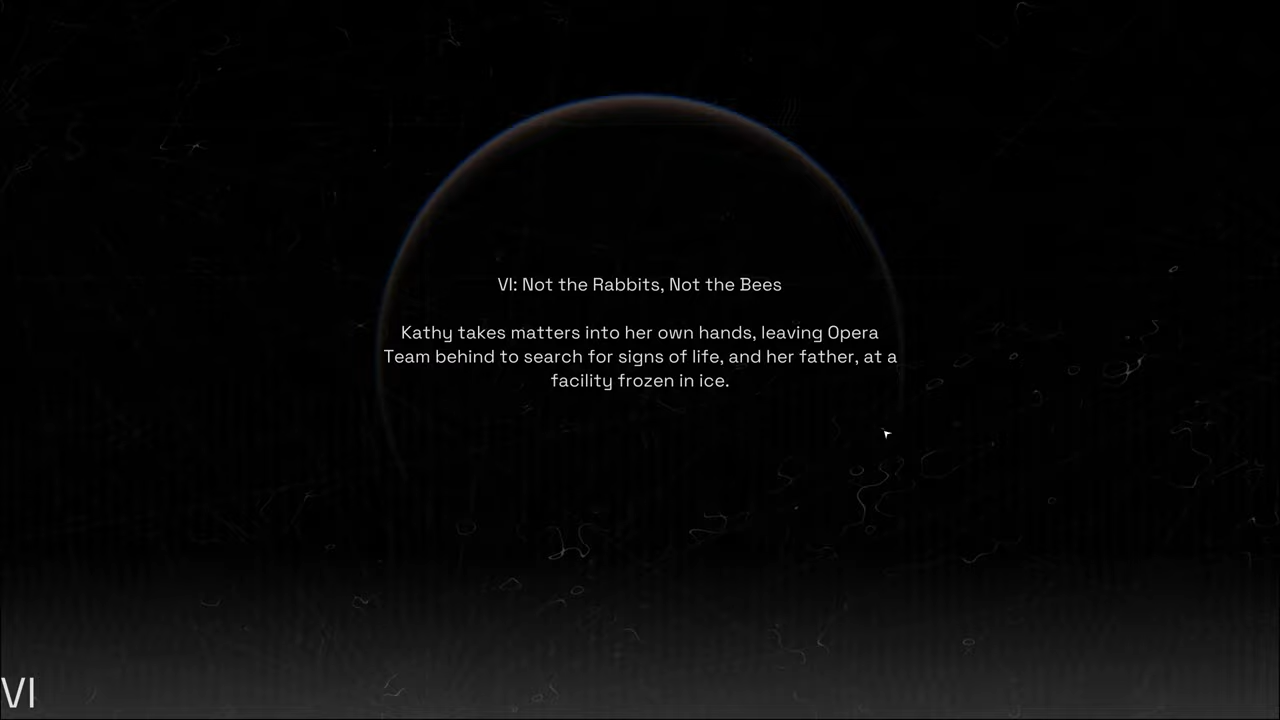 VI: Not the Rabbits, Not the Bees
Kathy takes matters into her own hands, leaving Opera
Team behind to search for signs of life, and her father, at a
facility frozen in ice.
VI